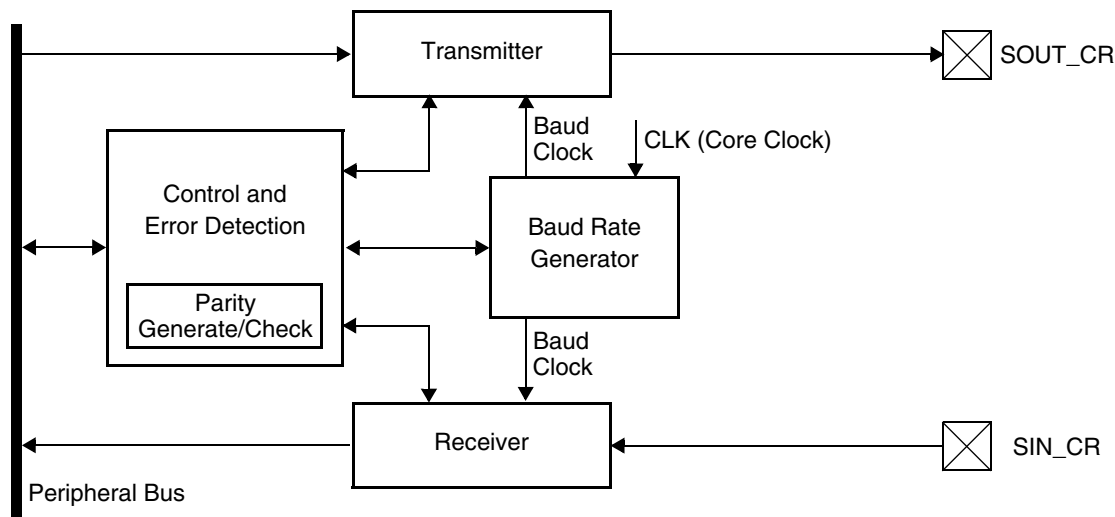 Transmitter
SOUT_CR
Baud
Clock
CLK (Core Clock)
Control and
Error Detection
Baud Rate
Generator
Parity
Generate/Check
Baud
Clock
Receiver
SIN_CR
Peripheral Bus